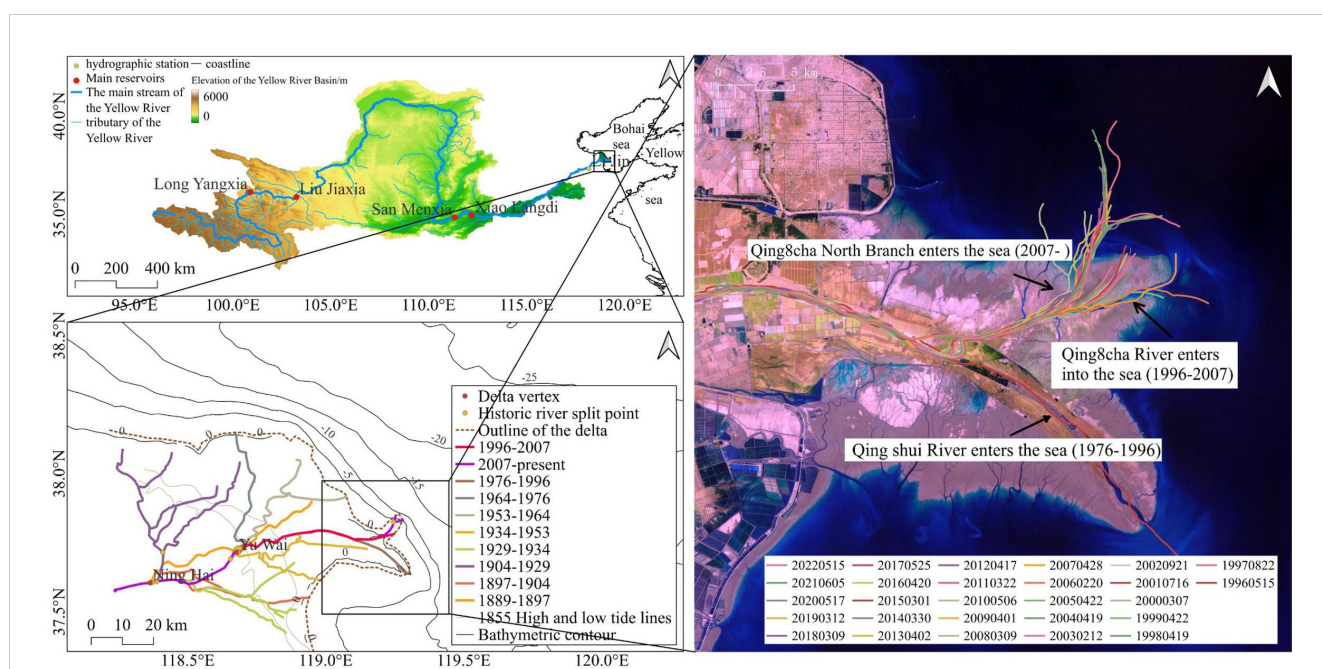 hydrographic station
coastline
Main reservoirs
Elevation of the Yellow River Basin/m
The main stream of
the Yellow River
tributary of
the Yellow River
6000
0
40.0°N
35.0°N
Long Yangxia
Liu Jiaxia
San Menxia
Bohai
sea
Yellow
sea
0 200 400 km
95.0°E 100.0°E 105.0°E 110.0°E 115.0°E 120.0°E
38.5°N
38.0°N
37.5°N
-25
-20
-15
-10
-5
0
0
0
0
0
0
0
Yu Wai
Ning Hai
0 10 20 km
118.5°E 119.0°E 119.5°E 120.0°E
Delta vertex
Historic river split point
Outline of the delta
1996-2007
2007-present
1976-1996
1964-1976
1953-1964
1934-1953
1929-1934
1904-1929
1897-1904
1889-1897
1855 High and low tide lines
Bathymetric contour
0 2.5 5 km
Qing8cha North Branch enters the sea (2007- )
Qing8cha River enters
into the sea (1996-2007)
Qing shui River enters the sea (1976-1996)
20220515 20170525 20120417 20070428 20020921 19970822
20210605 20160420 20110322 20060220 20010716 19960515
20200517 20150301 20100506 20050422 20000307
20190312 20140330 20090401 20040419 19990422
20180309 20130402 20080309 20030212 19980419